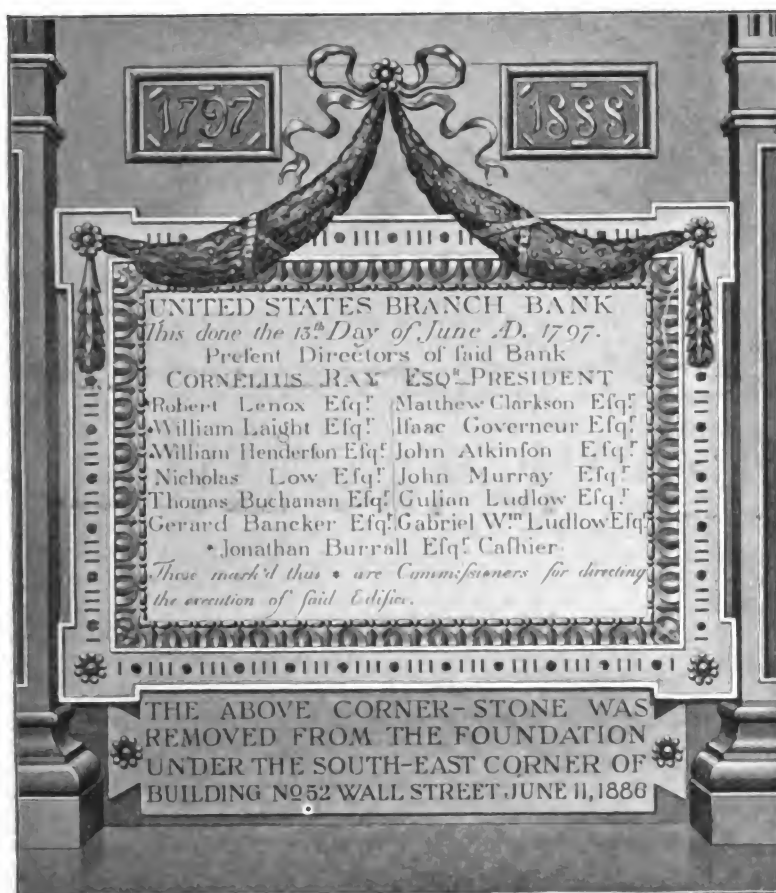 1797 1888
UNITED STATES BRANCH BANK
This done the 13th Day of June AD. 1797.
Preſent Directors of ſaid Bank
CORNELIUS RAY ESQR PRESIDENT
•Robert Lenox Eſqr Matthew Clarkson Eſqr
•William Laight Eſqr Iſaac Governeur Eſqr
•William Henderſon Eſqr John Atkinſon Eſqr
Nicholas Low Eſqr John Murray Eſqr
Thomas Buchanan Eſqr Gulian Ludlow Eſqr
Gerard Bancker Eſqr Gabriel Wm Ludlow Eſqr
•Jonathan Burrall Eſqr Caſhier
Those mark'd thus • are Commiſsioners for directing
the execution of ſaid Edifice.
THE ABOVE CORNER-STONE WAS
REMOVED FROM THE FOUNDATION
UNDER THE SOUTH-EAST CORNER OF
BUILDING No 52 WALL STREET JUNE 11, 1886